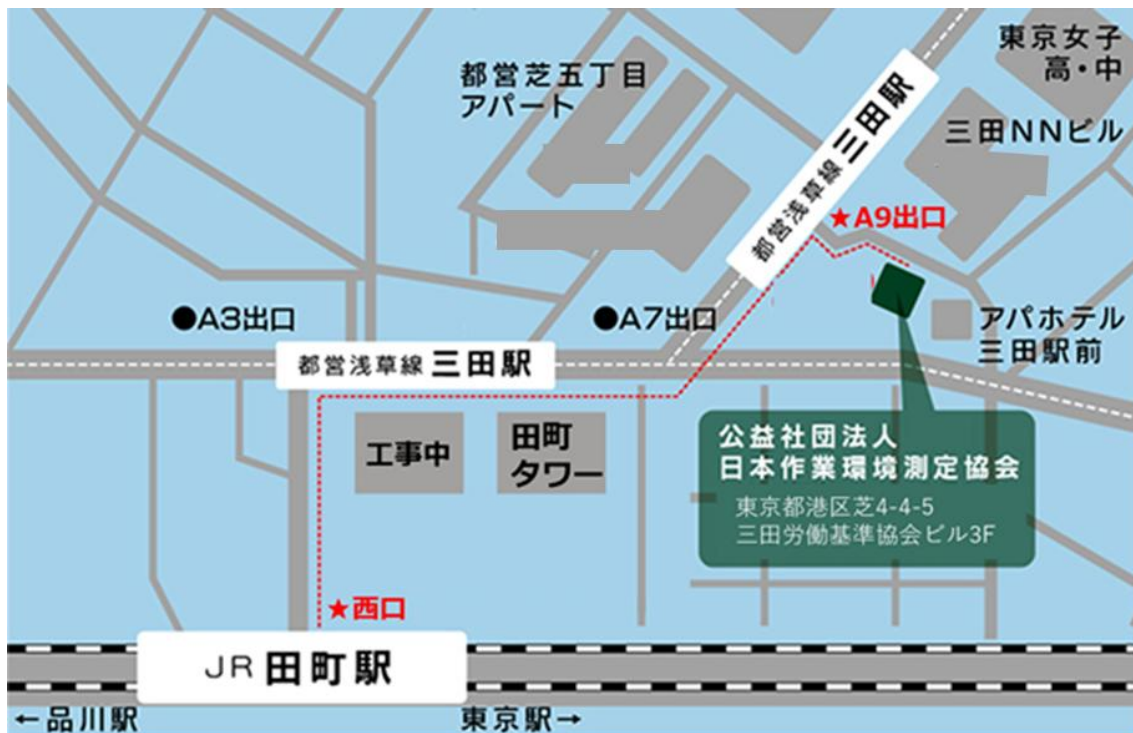 東京女子
高・中
都営芝五丁目
アパート
三田NNビル
都営浅草線 三田駅
★A9出口
●A3出口
●A7出口
アパホテル
三田駅前
都営浅草線 三田駅
工事中
田町
タワー
公益社団法人
日本作業環境測定協会
東京都港区芝4-4-5
三田労働基準協会ビル3F
★西口
JR 田町駅
←品川駅
東京駅→